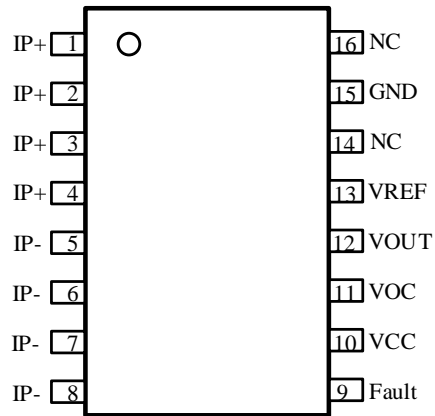 IP+ 1 16 NC
IP+ 2 15 GND
IP+ 3 14 NC
IP+ 4 13 VREF
IP- 5 12 VOUT
IP- 6 11 VOC
IP- 7 10 VCC
IP- 8 9 Fault